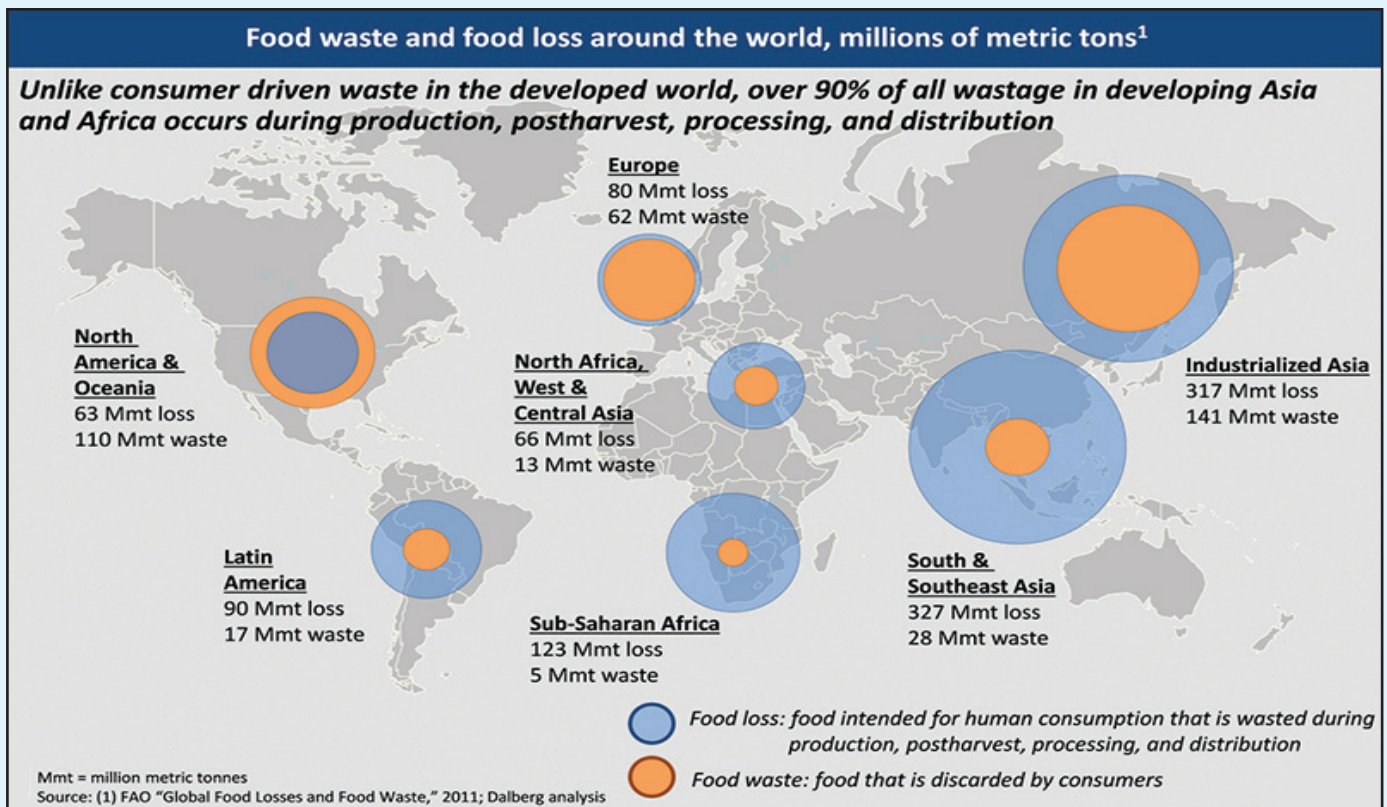 Food waste and food loss around the world, millions of metric tons¹
Unlike consumer driven waste in the developed world, over 90% of all wastage in developing Asia
and Africa occurs during production, postharvest, processing, and distribution
Europe
80 Mmt loss
62 Mmt waste
North
America &
Oceania
63 Mmt loss
110 Mmt waste
North Africa,
West &
Central Asia
66 Mmt loss
13 Mmt waste
Industrialized Asia
317 Mmt loss
141 Mmt waste
Latin
America
90 Mmt loss
17 Mmt waste
Sub-Saharan Africa
123 Mmt loss
5 Mmt waste
South &
Southeast Asia
327 Mmt loss
28 Mmt waste
Food loss: food intended for human consumption that is wasted during
production, postharvest, processing, and distribution
Food waste: food that is discarded by consumers
Mmt = million metric tonnes
Source: (1) FAO “Global Food Losses and Food Waste,” 2011; Dalberg analysis